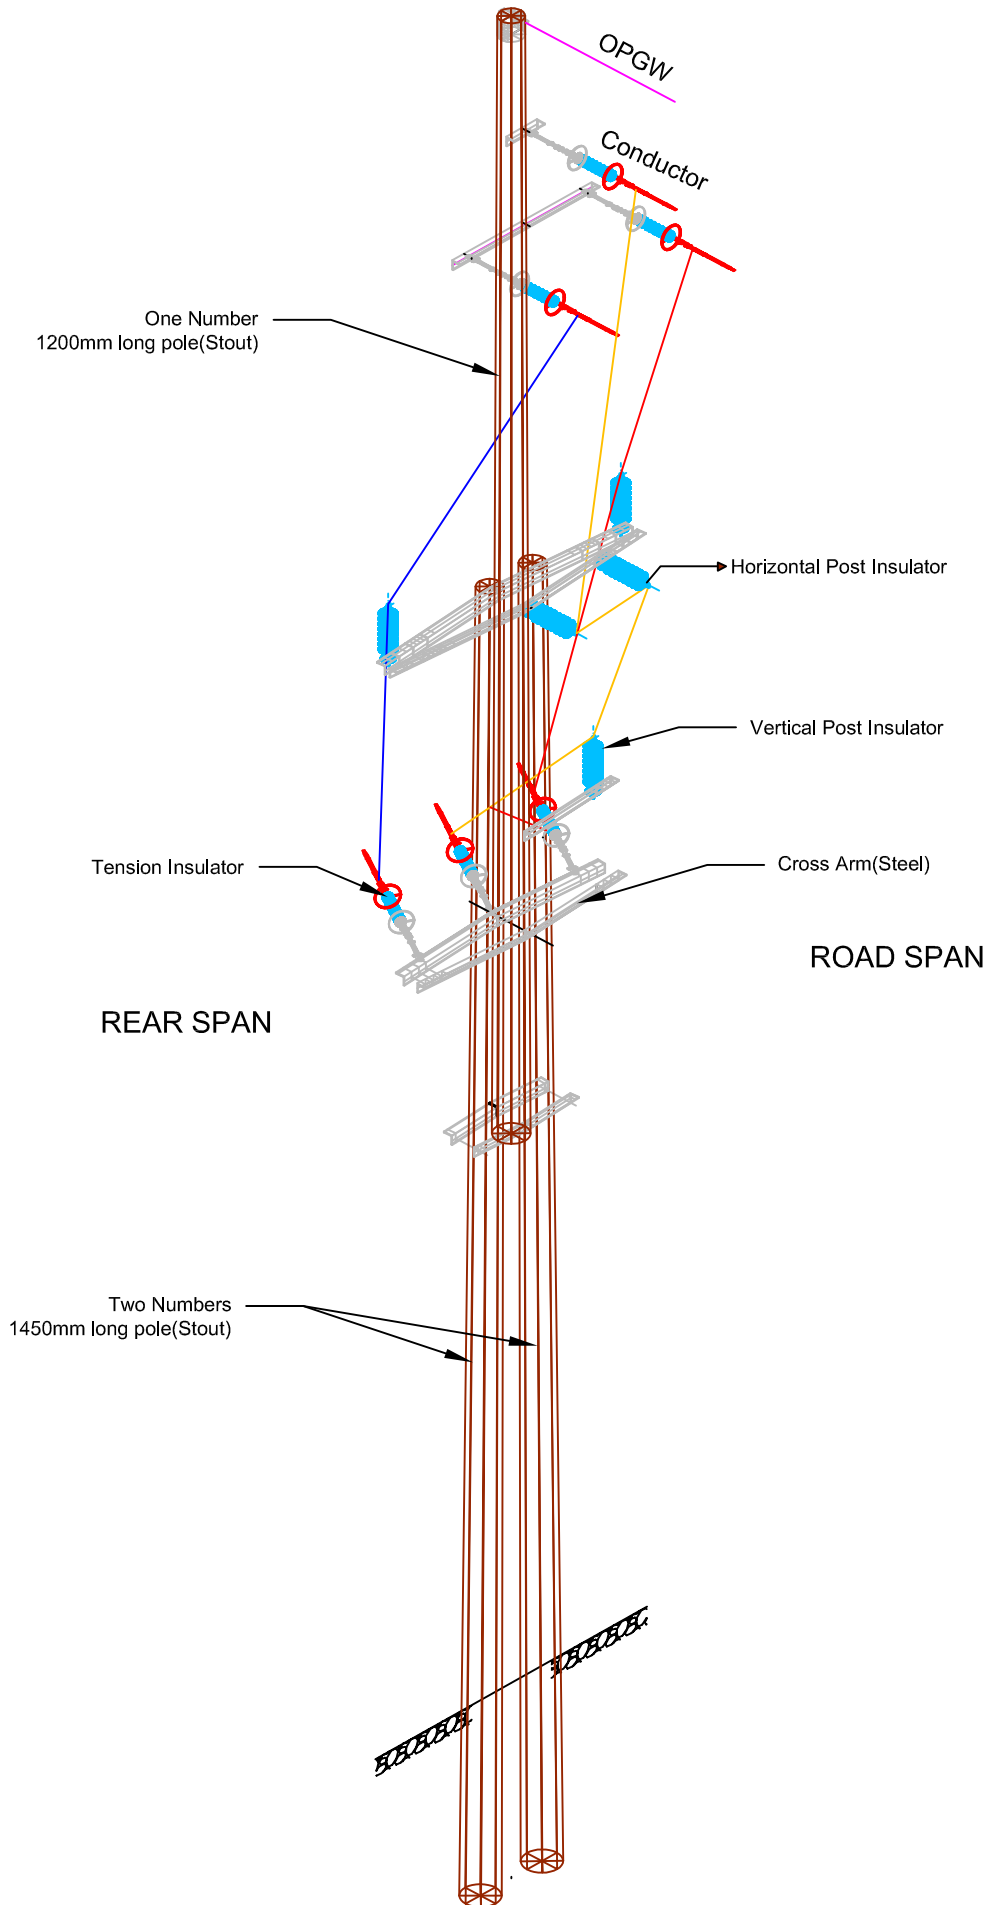 OPGW
Conductor
One Number
1200mm long pole(Stout)
Horizontal Post Insulator
Vertical Post Insulator
Tension Insulator
Cross Arm(Steel)
ROAD SPAN
REAR SPAN
Two Numbers
1450mm long pole(Stout)